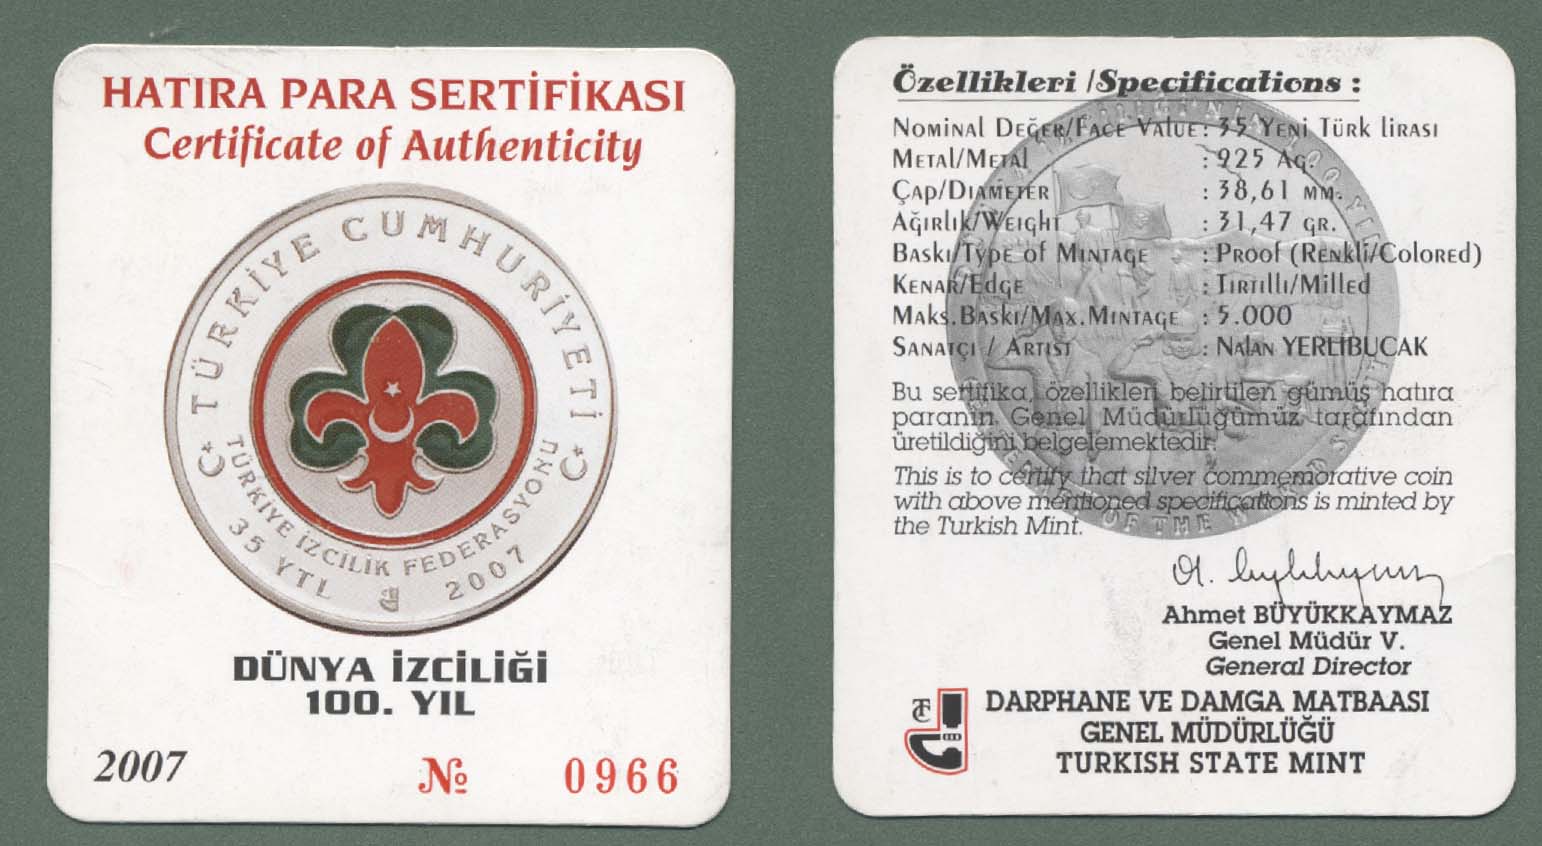 HATIRA PARA SERTİFİKASI
Certificate of Authenticity
TÜRKİYE CUMHURİYETİ
TÜRKİYE İZCİLİK FEDERASYONU
35 YTL 2007
DÜNYA İZCİLİĞİ
100. YIL
2007 № 0966
Özellikleri /Specifications :
Nominal Değer/Face Value : 35 Yeni Türk lirası
Metal/Metal : 925 Ag.
Çap/Diameter : 38,61 mm.
Ağırlık/Weight : 31,47 gr.
Baskı/Type of Mintage : Proof (Renkli/Colored)
Kenar/Edge : Tırtıllı/Milled
Maks.Baskı/Max.Mintage : 5.000
Sanatçı / Artist : Nalan YERLİBUCAK
Bu sertifika, özellikleri belirtilen gümüş hatıra
paranın Genel Müdürlüğümüz tarafından
üretildiğini belgelemektedir.
This is to certify that silver commemorative coin
with above mentioned specifications is minted by
the Turkish Mint.
Ahmet BÜYÜKKAYMAZ
Genel Müdür V.
General Director
TC
DARPHANE VE DAMGA MATBAASI
GENEL MÜDÜRLÜĞÜ
TURKISH STATE MINT